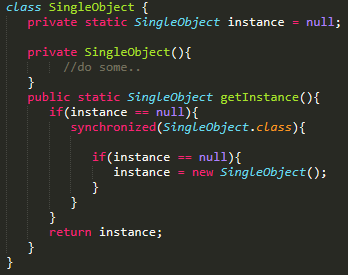 class SingleObject {
    private static SingleObject instance = null;
    private SingleObject(){
        //do some..
    }
    public static SingleObject getInstance(){
        if(instance == null){
            synchronized(SingleObject.class){
                if(instance == null){
                    instance = new SingleObject();
                }
            }
        }
        return instance;
    }
}